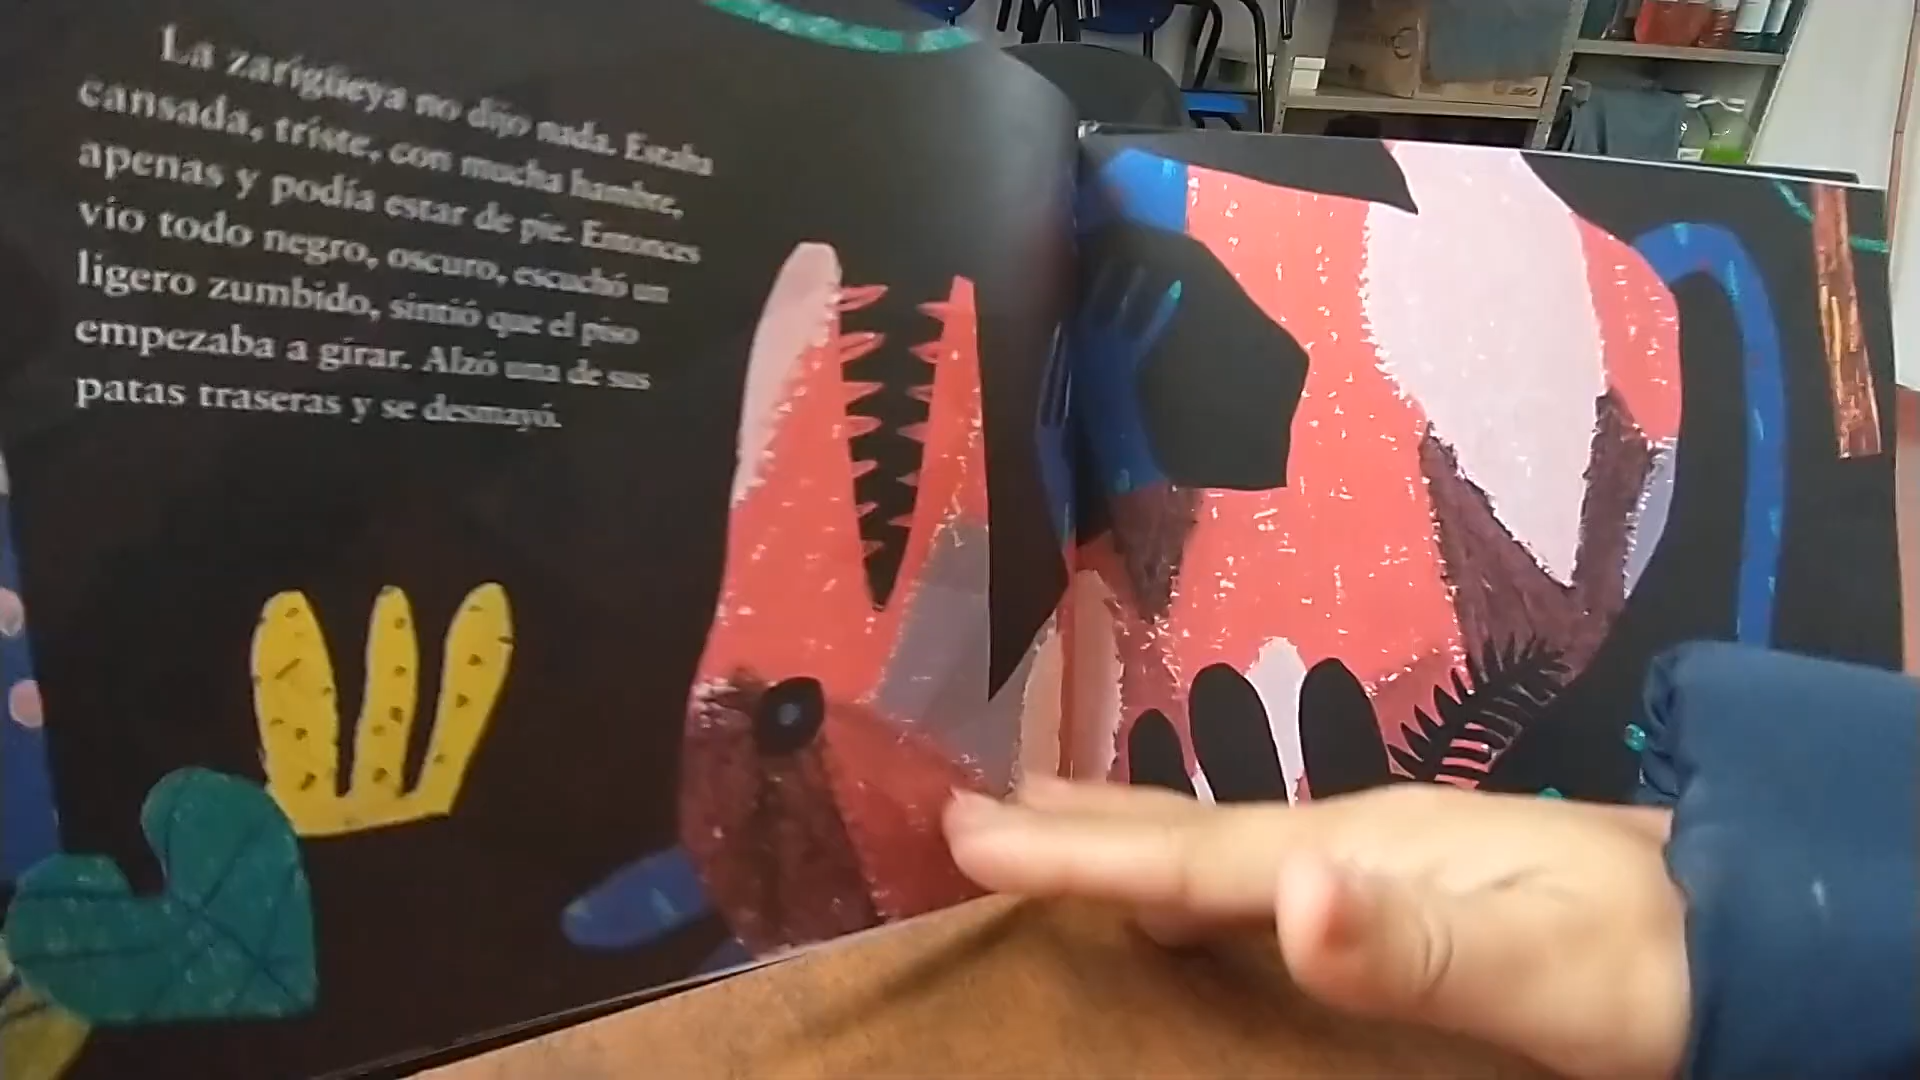 La zarigüeya no dijo nada. Estaba
cansada, triste, con mucha hambre,
apenas y podía estar de pie. Entonces
vio todo negro, oscuro, escuchó un
ligero zumbido, sintió que el piso
empezaba a girar. Alzó una de sus
patas traseras y se desmayó.